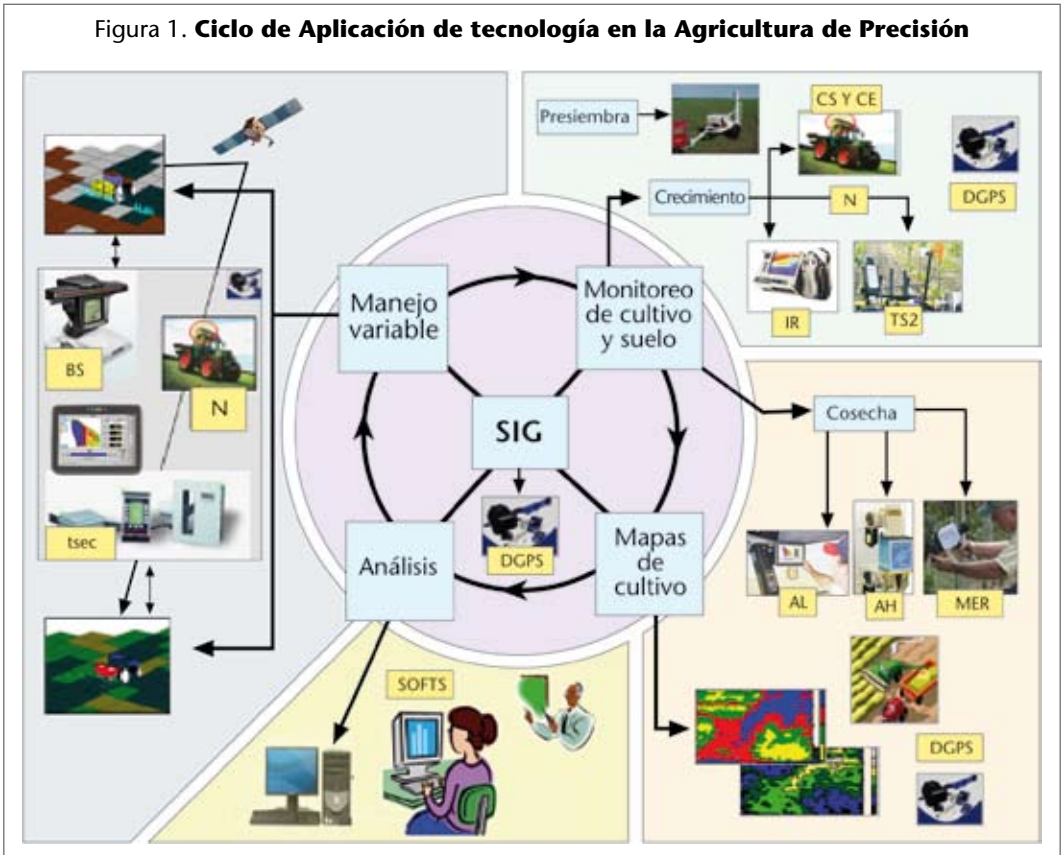 Figura 1. Ciclo de Aplicación de tecnología en la Agricultura de Precisión
Presiembra
CS Y CE
DGPS
Crecimiento
N
IR
TS2
Manejo
variable
Monitoreo
de cultivo
y suelo
SIG
DGPS
Análisis
Mapas
de
cultivo
BS
N
tsec
Cosecha
AL
AH
MER
DGPS
SOFTS